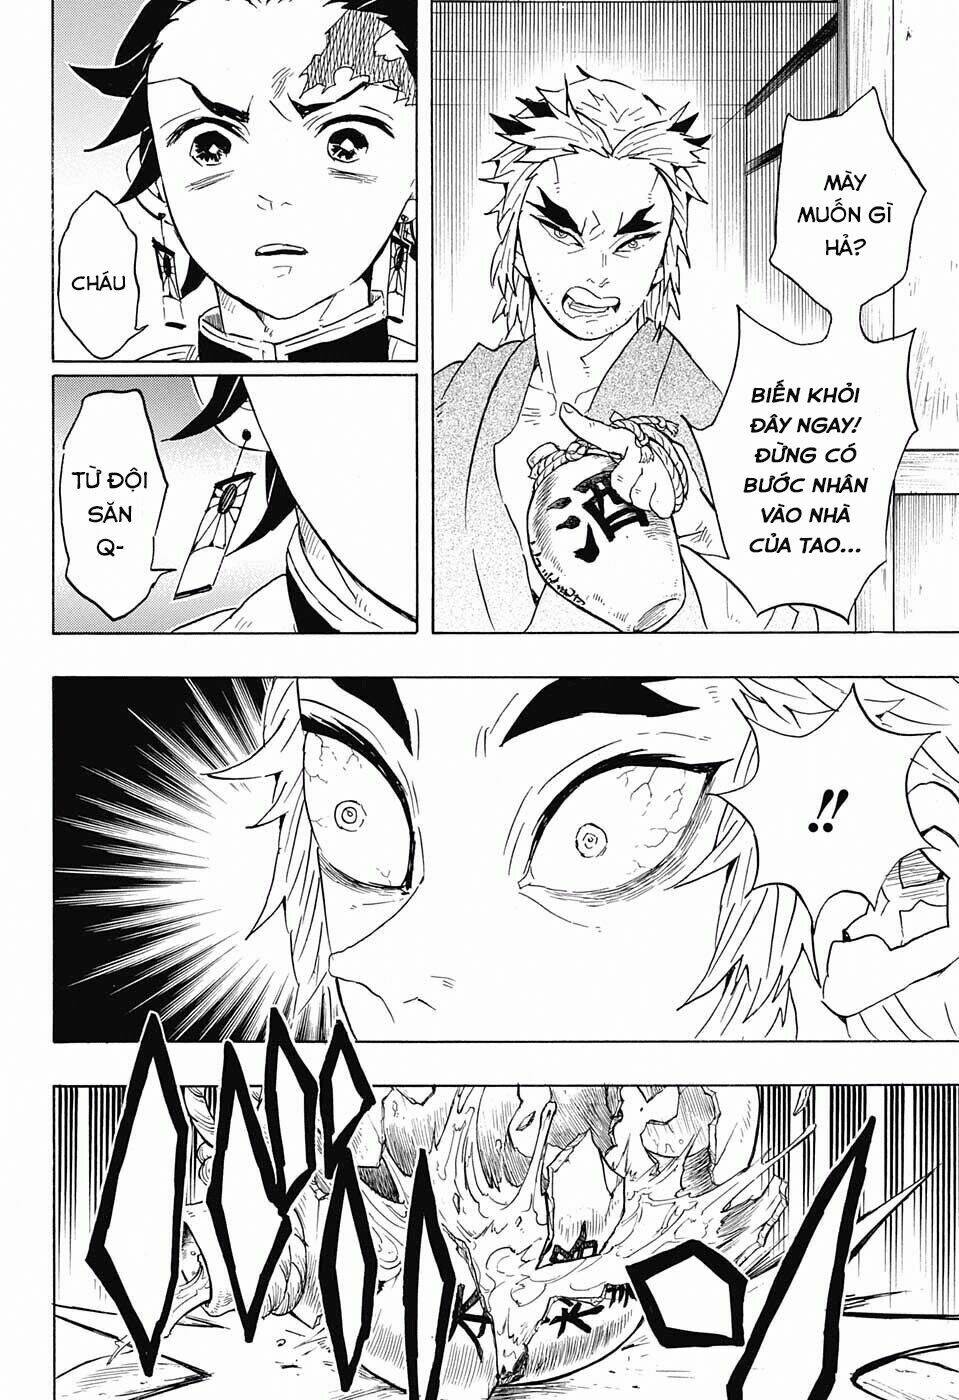 MÀY
MUỐN GÌ
HẢ?
BIẾN KHỎI
ĐÂY NGAY!
ĐỪNG CÓ
BƯỚC NHÂN
VÀO NHÀ
CỦA TAO...
酒
CHÁU
TỪ ĐỘI
SĂN
Q-
!!